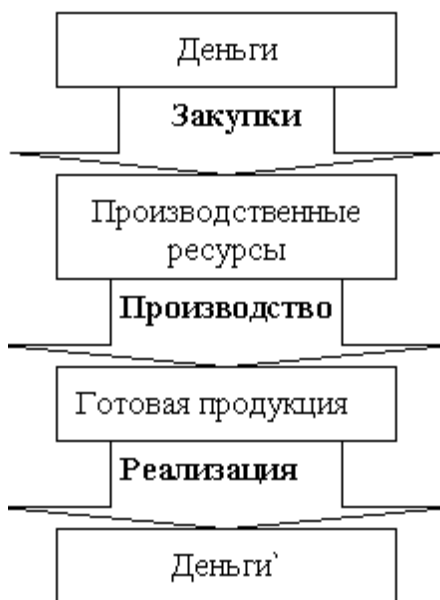 Деньги
Закупки
Производственные
ресурсы
Производство
Готовая продукция
Реализация
Деньги`